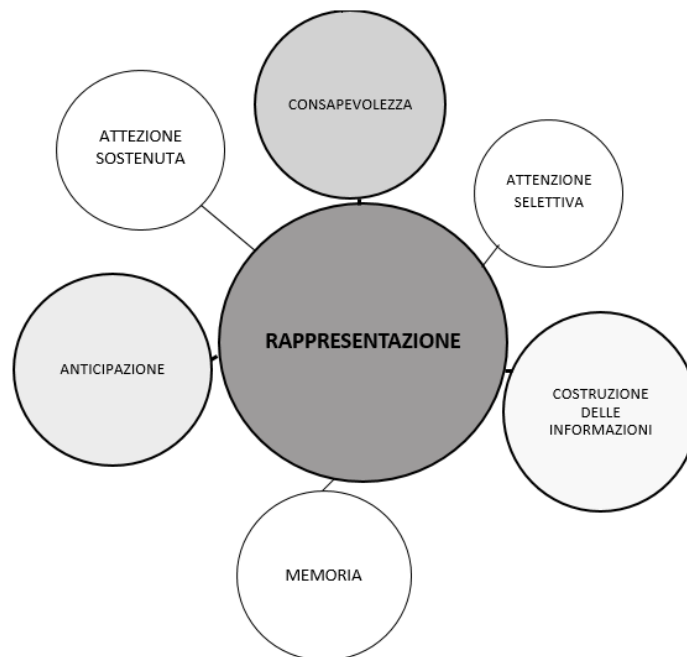 CONSAPEVOLEZZA
ATTEZIONE
SOSTENUTA
ATTENZIONE
SELETTIVA
RAPPRESENTAZIONE
ANTICIPAZIONE
COSTRUZIONE
DELLE
INFORMAZIONI
MEMORIA